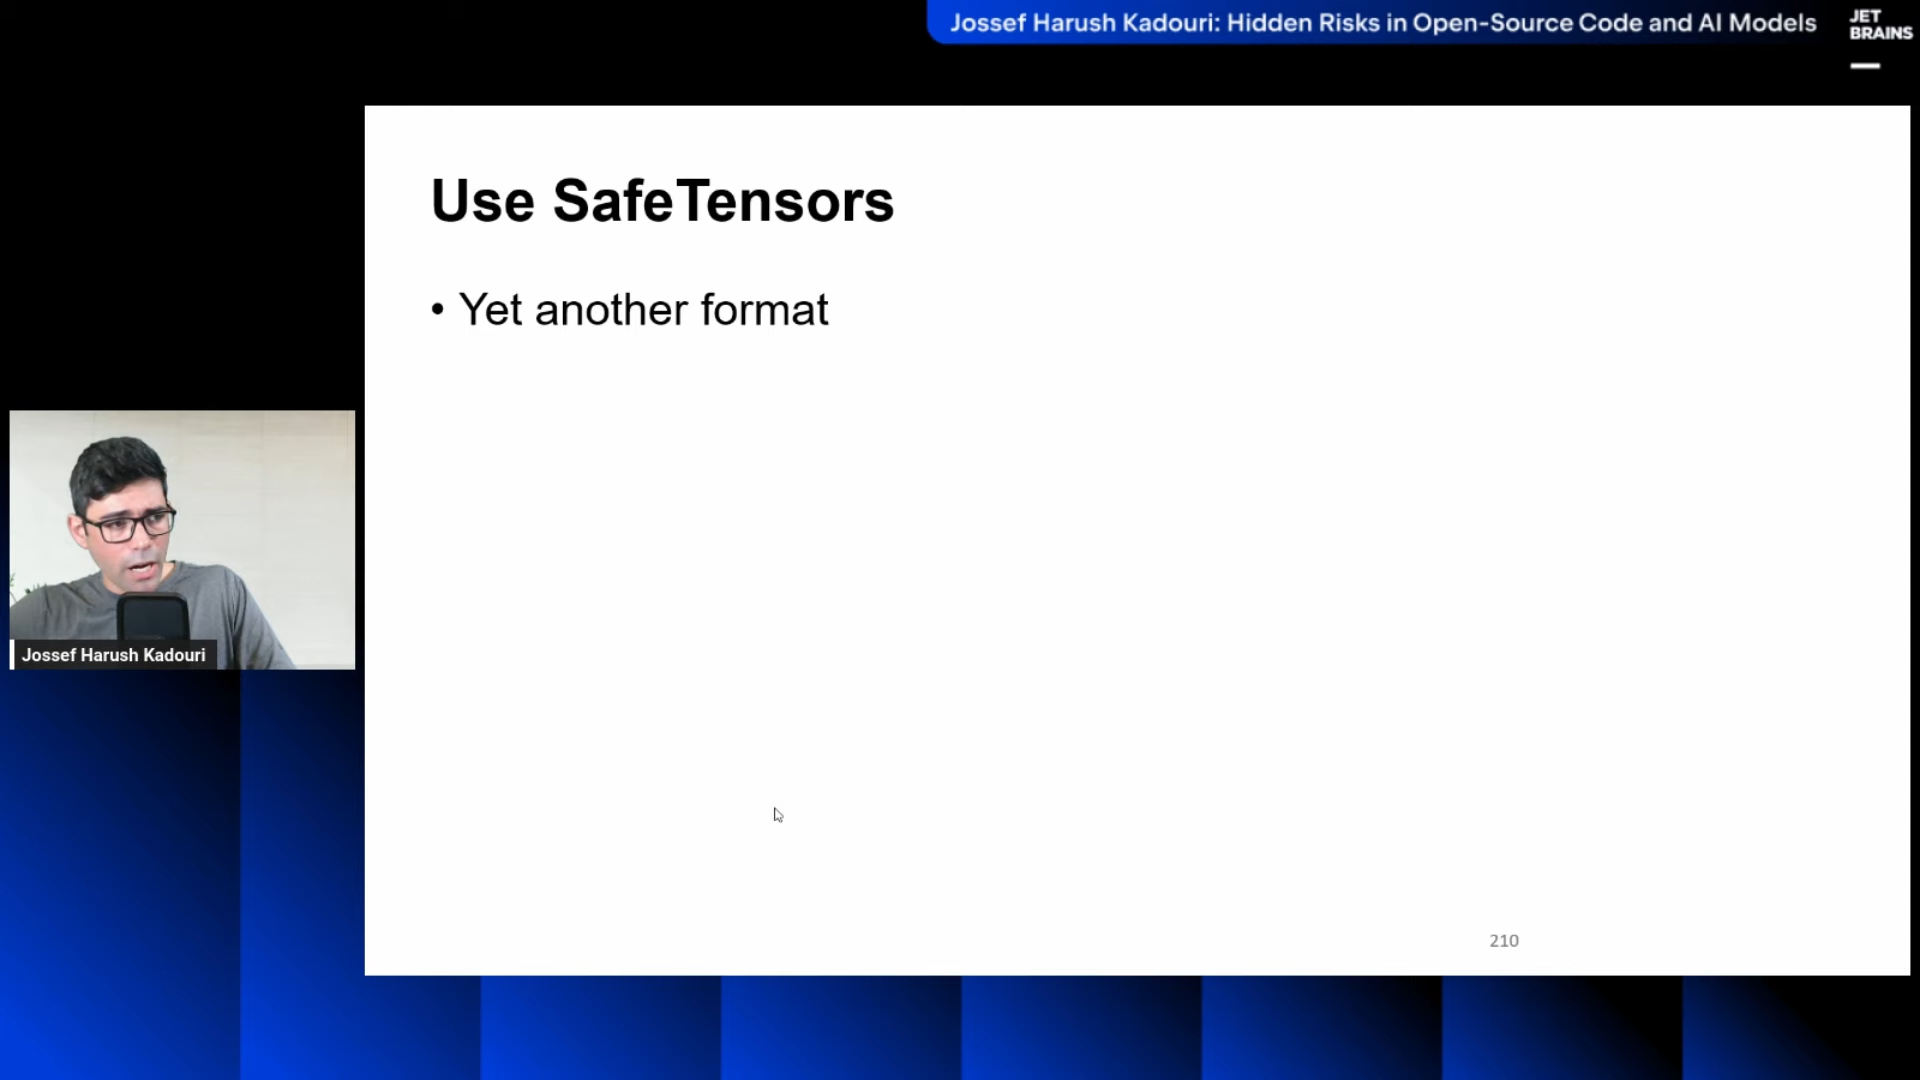 Jossef Harush Kadouri: Hidden Risks in Open-Source Code and AI Models
JET
BRAINS
Use SafeTensors
• Yet another format
Jossef Harush Kadouri
210